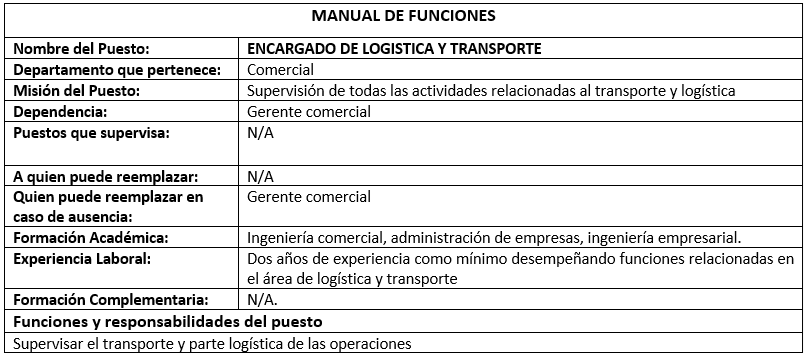 MANUAL DE FUNCIONES
Nombre del Puesto: ENCARGADO DE LOGISTICA Y TRANSPORTE
Departamento que pertenece: Comercial
Misión del Puesto: Supervisión de todas las actividades relacionadas al transporte y logística
Dependencia: Gerente comercial
Puestos que supervisa: N/A
A quien puede reemplazar: N/A
Quien puede reemplazar en Gerente comercial
caso de ausencia:
Formación Académica: Ingeniería comercial, administración de empresas, ingeniería empresarial.
Experiencia Laboral: Dos años de experiencia como mínimo desempeñando funciones relacionadas en
el área de logística y transporte
Formación Complementaria: N/A.
Funciones y responsabilidades del puesto
Supervisar el transporte y parte logística de las operaciones